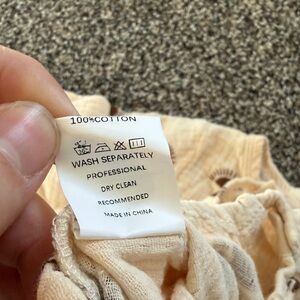 100%COTTON
WASH SEPARATELY
PROFESSIONAL
DRY CLEAN
RECOMMENDED
MADE IN CHINA